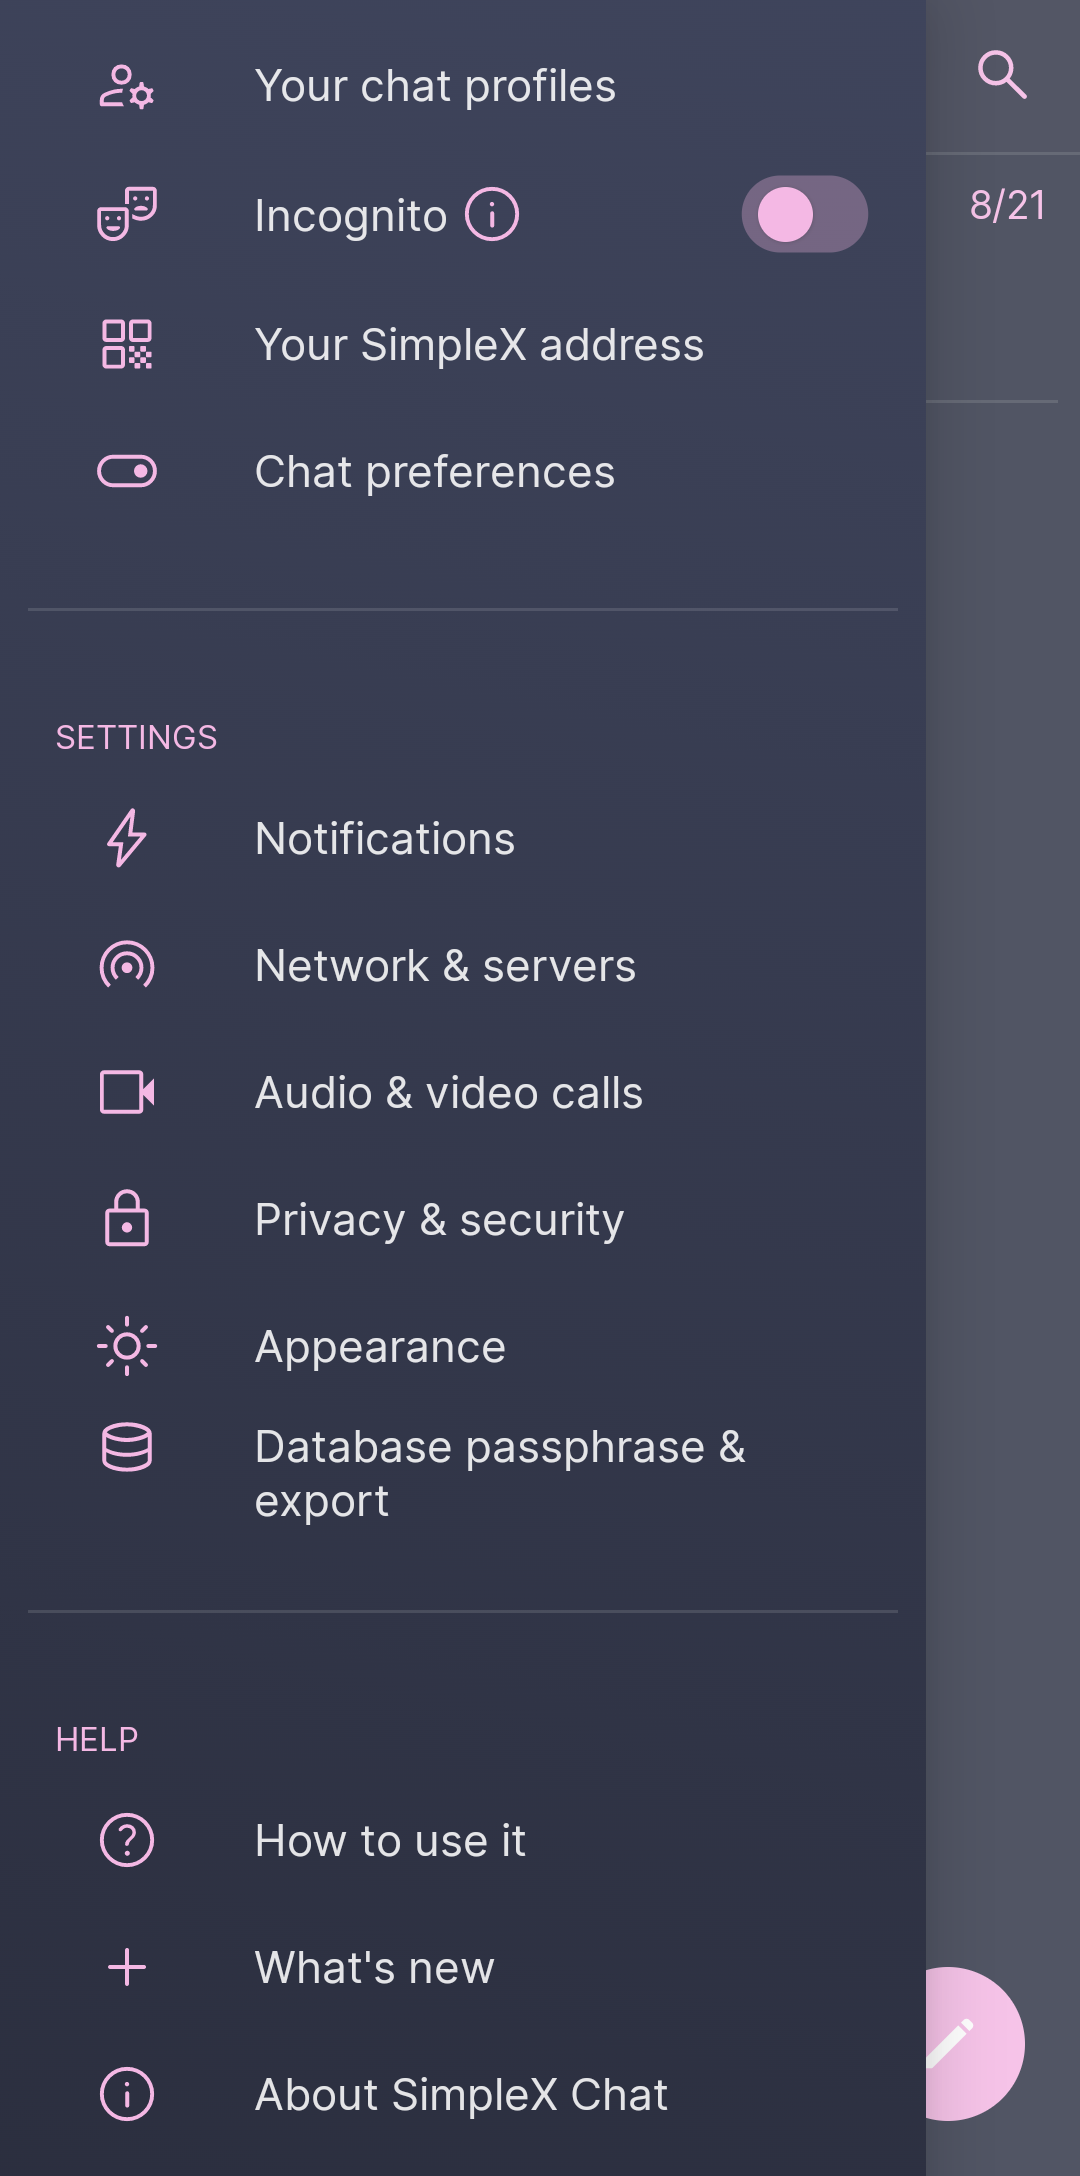 Your chat profiles
Incognito
8/21
Your SimpleX address
Chat preferences
SETTINGS
Notifications
Network & servers
Audio & video calls
Privacy & security
Appearance
Database passphrase &
export
HELP
How to use it
What's new
About SimpleX Chat